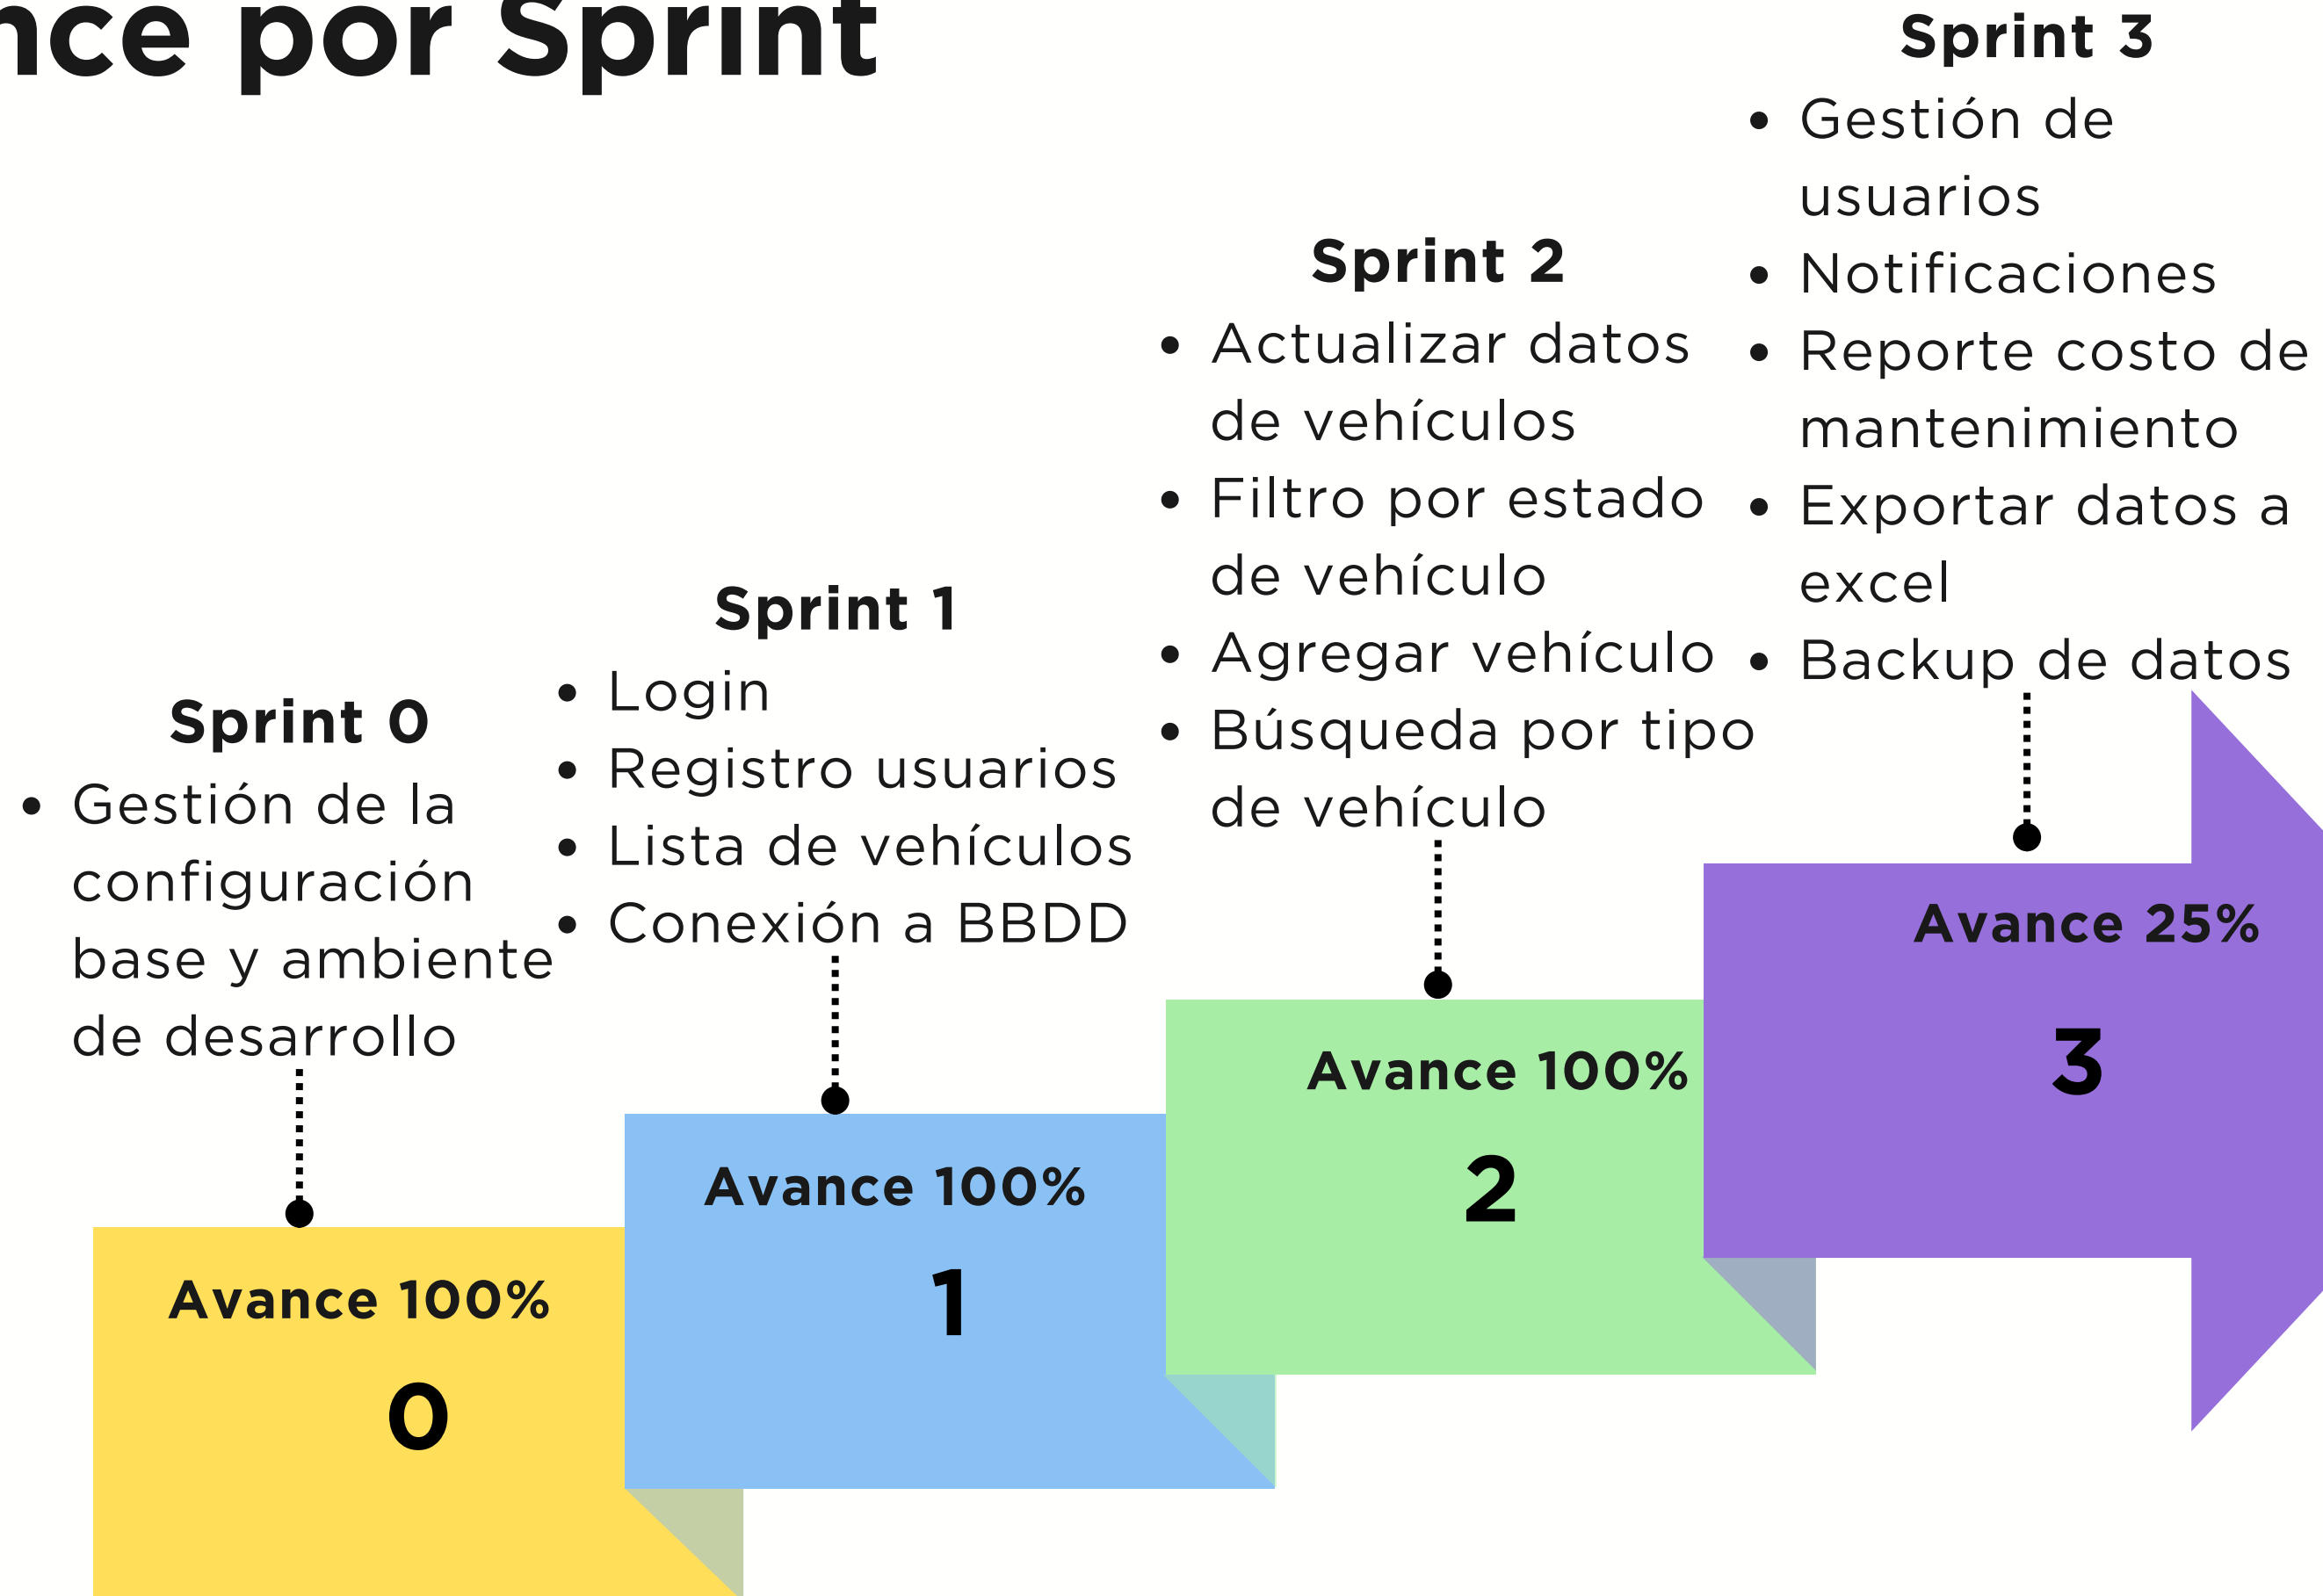 nce por Sprint
Sprint 0
• Gestión de la
configuración
base y ambiente
de desarrollo
Sprint 1
• Login
• Registro usuarios
• Lista de vehículos
• Conexión a BBDD
Sprint 2
• Actualizar datos
de vehículos
• Filtro por estado
de vehículo
• Agregar vehículo
• Búsqueda por tipo
de vehículo
Sprint 3
• Gestión de
usuarios
• Notificaciones
• Reporte costo de
mantenimiento
• Exportar datos a
excel
• Backup de datos
Avance 100%
0
Avance 100%
1
Avance 100%
2
Avance 25%
3